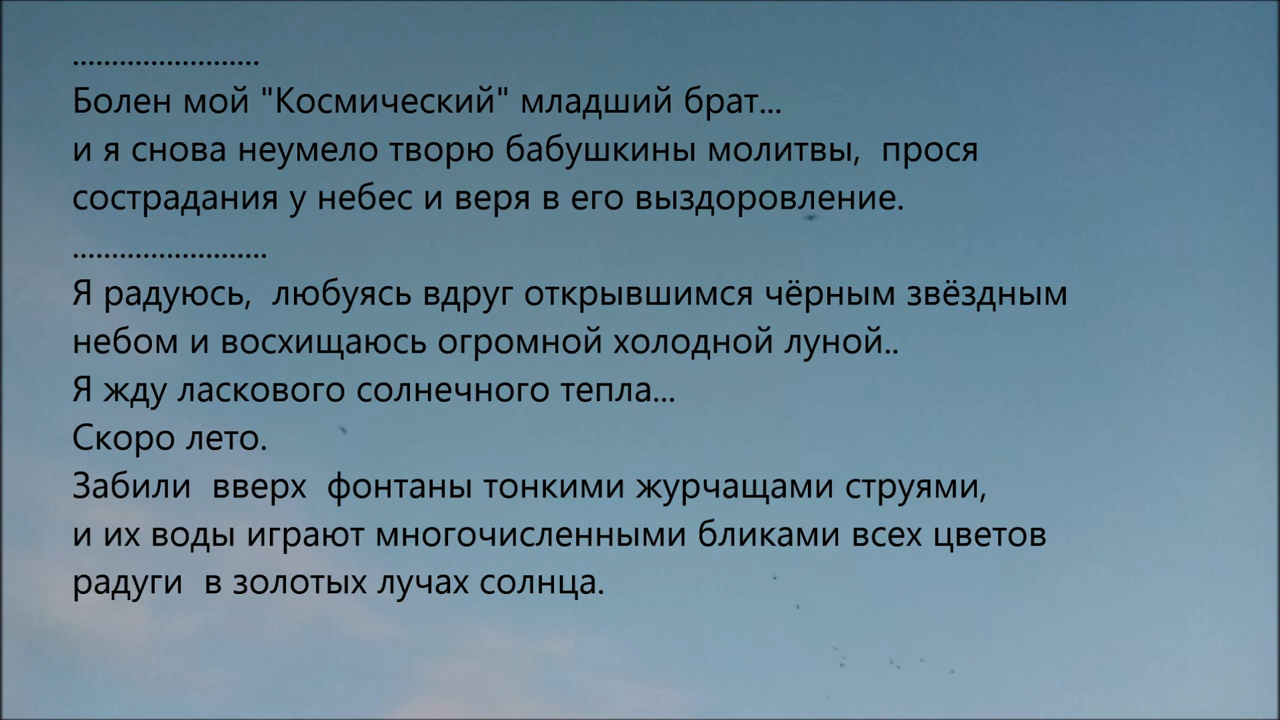 ........................
Болен мой "Космический" младший брат...
и я снова неумело творю бабушкины молитвы,  прося
сострадания у небес и веря в его выздоровление.
.........................
Я радуюсь,  любуясь вдруг открывшимся чёрным звёздным
небом и восхищаюсь огромной холодной луной..
Я жду ласкового солнечного тепла...
Скоро лето.
Забили  вверх  фонтаны тонкими журчащами струями,
и их воды играют многочисленными бликами всех цветов
радуги  в золотых лучах солнца.